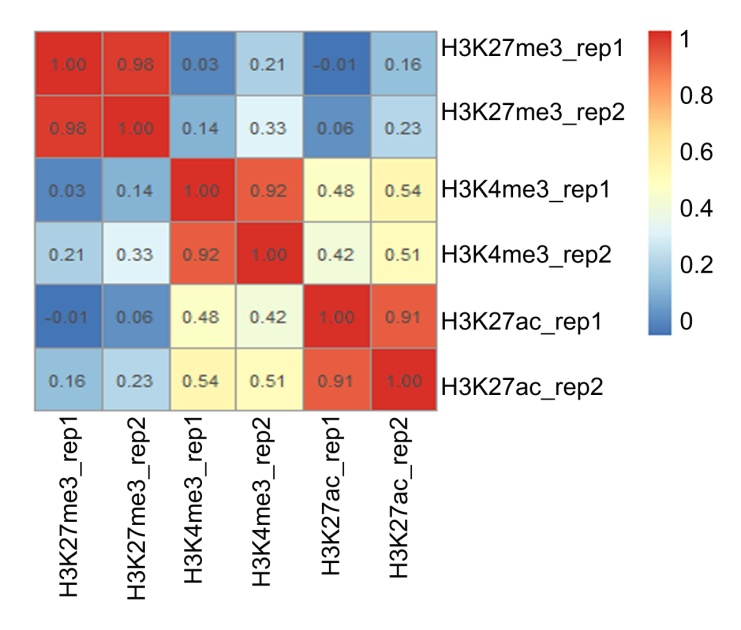 1.00 0.98 0.03 0.21 -0.01 0.16 H3K27me3_rep1
0.98 1.00 0.14 0.33 0.06 0.23 H3K27me3_rep2
0.03 0.14 1.00 0.92 0.48 0.54 H3K4me3_rep1
0.21 0.33 0.92 1.00 0.42 0.51 H3K4me3_rep2
-0.01 0.06 0.48 0.42 1.00 0.91 H3K27ac_rep1
0.16 0.23 0.54 0.51 0.91 1.00 H3K27ac_rep2
H3K27me3_rep1
H3K27me3_rep2
H3K4me3_rep1
H3K4me3_rep2
H3K27ac_rep1
H3K27ac_rep2
1
0.8
0.6
0.4
0.2
0